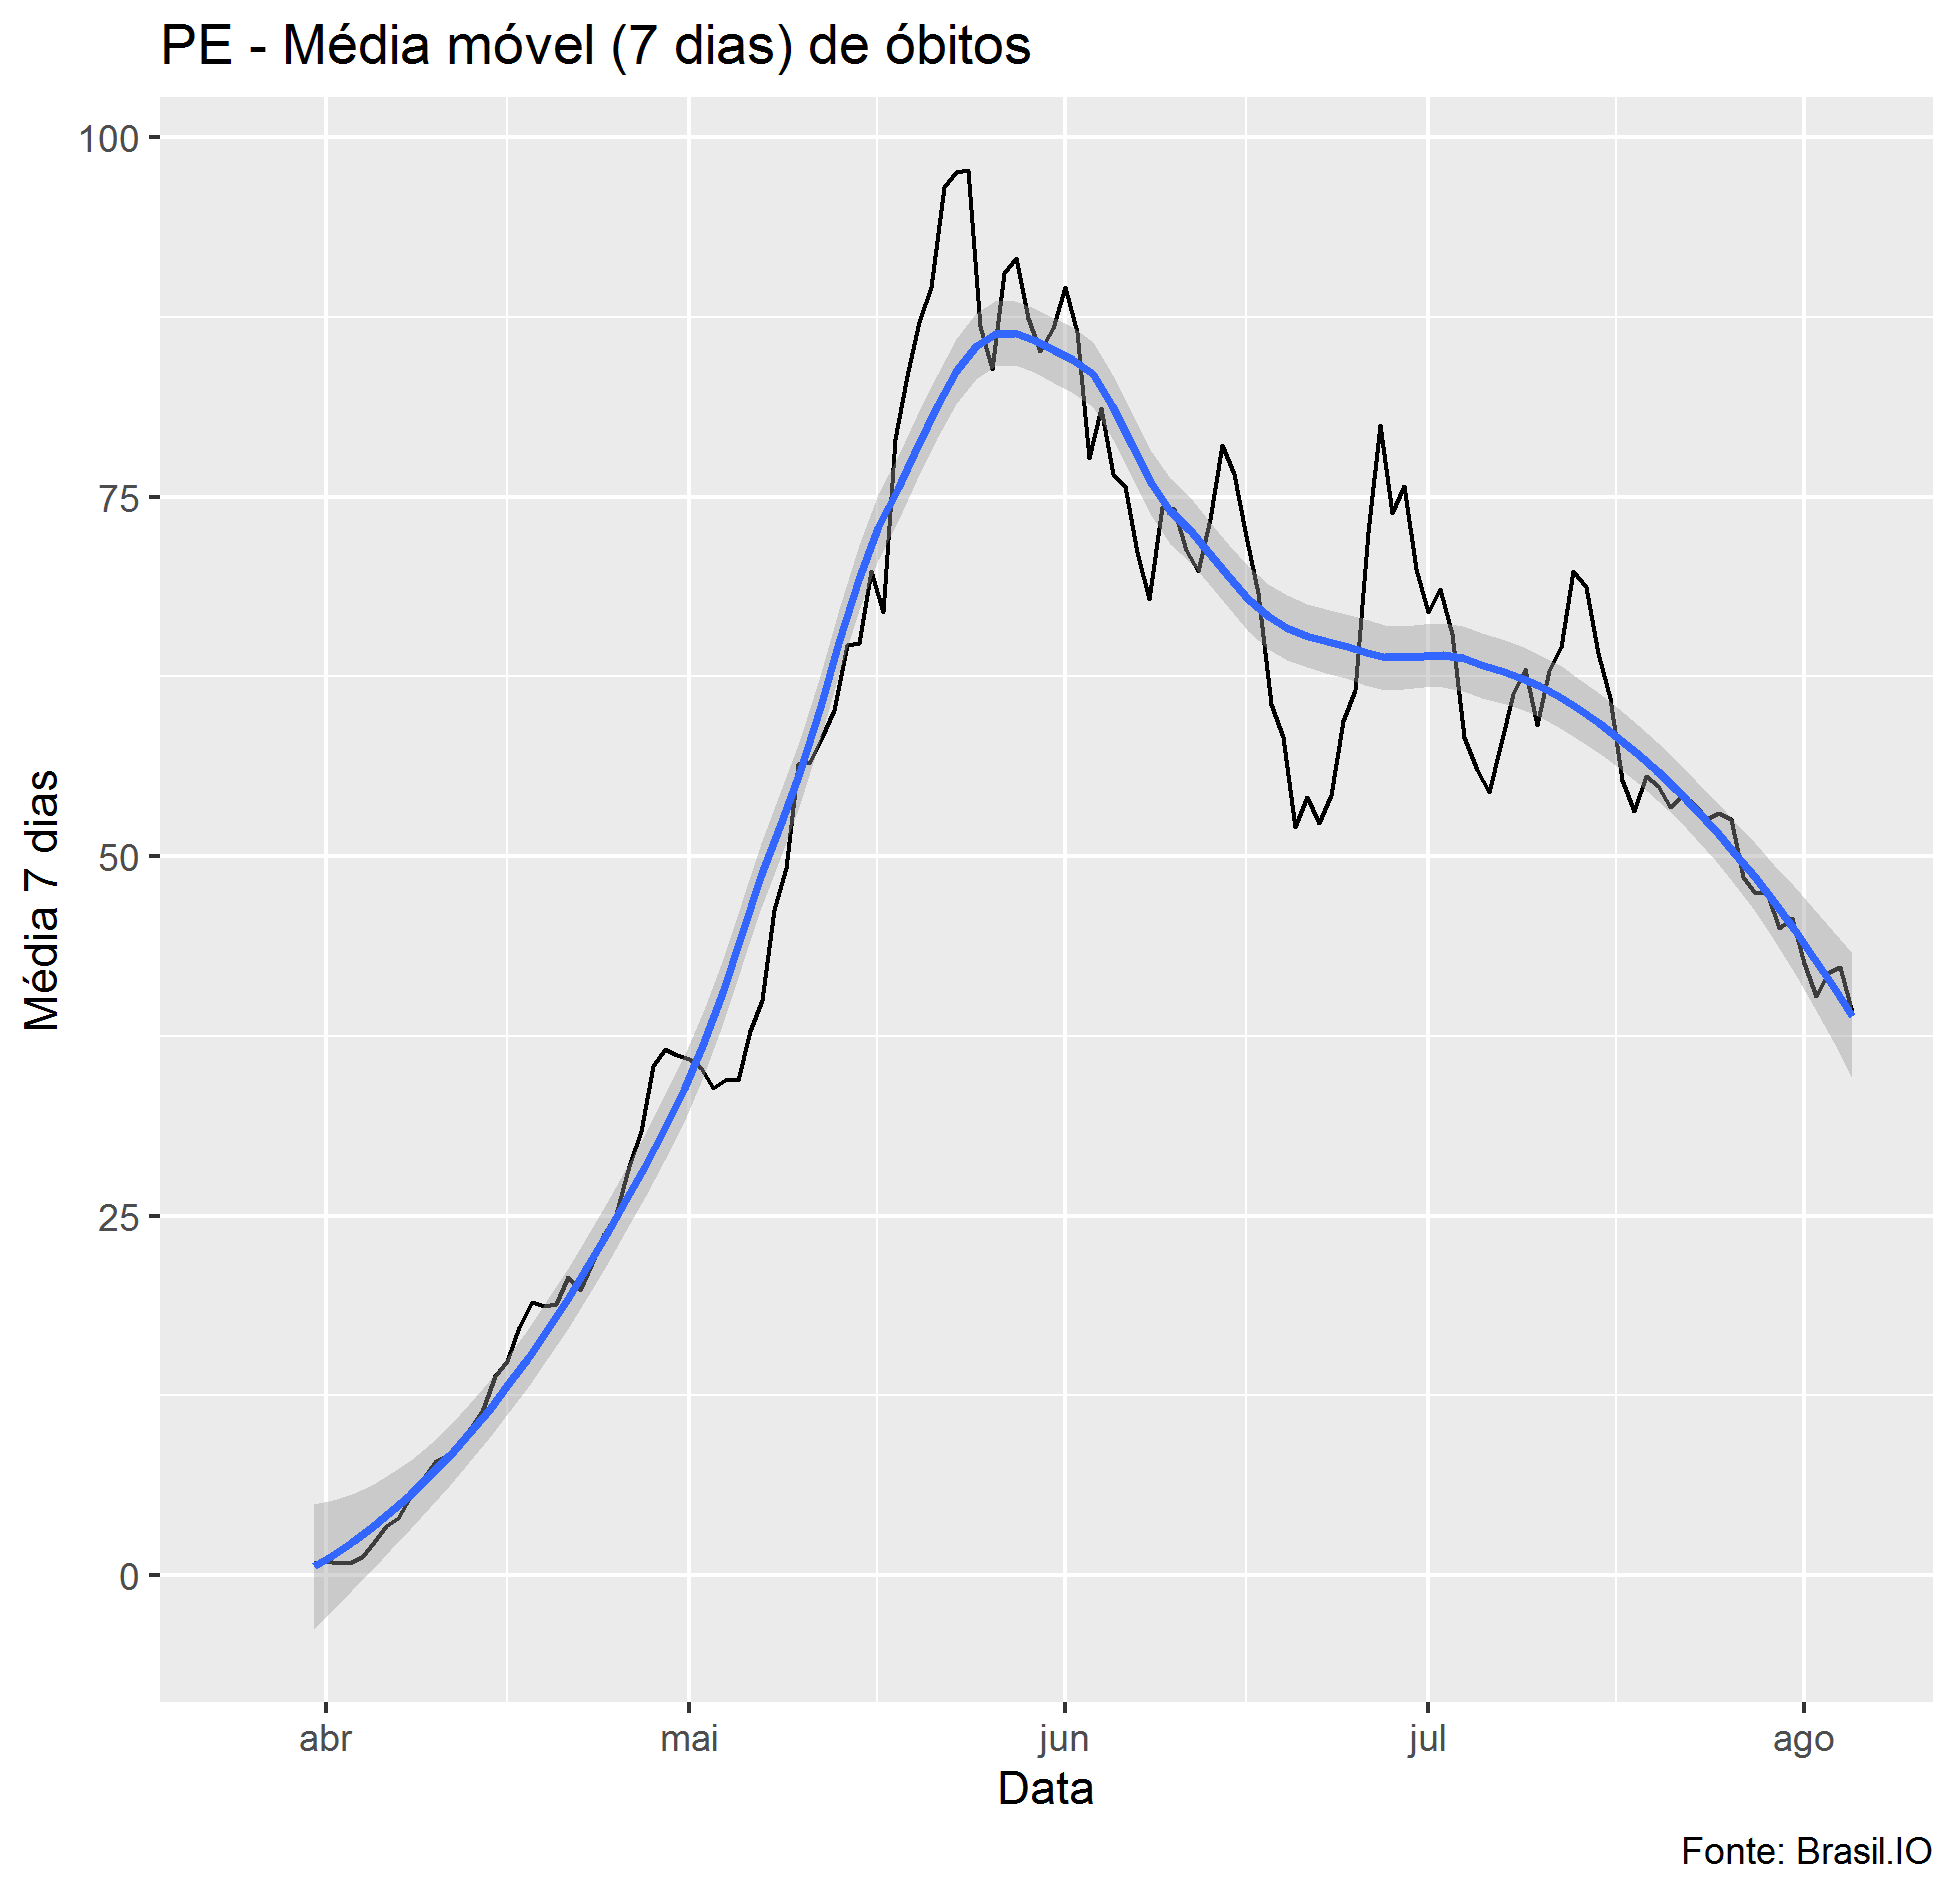 PE - Média móvel (7 dias) de óbitos
Média 7 dias
100
75
50
25
0
abr
mai
jun
jul
ago
Data
Fonte: Brasil.IO